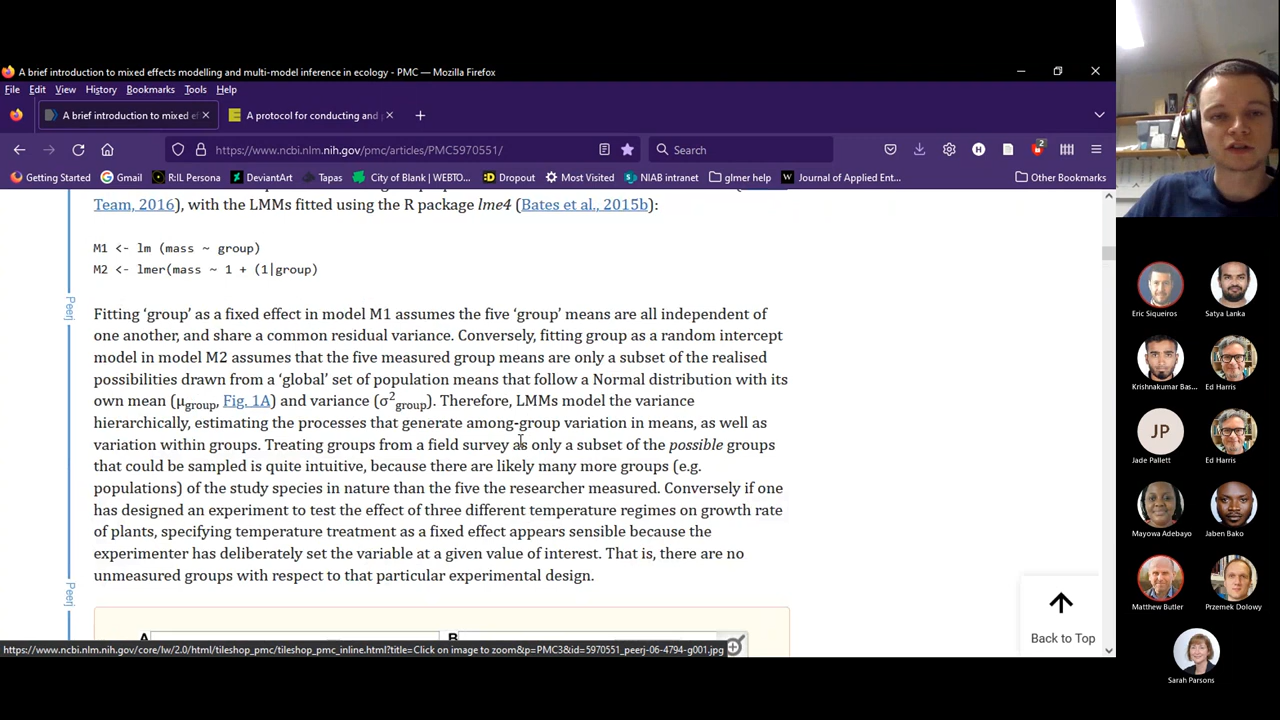 A brief introduction to mixed effects modelling and multi-model inference in ecology - PMC — Mozilla Firefox
File Edit View History Bookmarks Tools Help
A brief introduction to mixed ef
A protocol for conducting and
https://www.ncbi.nlm.nih.gov/pmc/articles/PMC5970551/
Search
2
Getting Started Gmail R:IL Persona DeviantArt Tapas City of Blank | WEBTO... Dropout Most Visited NIAB intranet glmer help Journal of Applied Ent... Other Bookmarks
Team, 2016), with the LMMs fitted using the R package lme4 (Bates et al., 2015b):
M1 <- lm (mass ~ group)
M2 <- lmer(mass ~ 1 + (1|group)
Fitting ‘group’ as a fixed effect in model M1 assumes the five ‘group’ means are all independent of
one another, and share a common residual variance. Conversely, fitting group as a random intercept
model in model M2 assumes that the five measured group means are only a subset of the realised
possibilities drawn from a ‘global’ set of population means that follow a Normal distribution with its
own mean (μgroup, Fig. 1A) and variance (σ2group). Therefore, LMMs model the variance
hierarchically, estimating the processes that generate among-group variation in means, as well as
variation within groups. Treating groups from a field survey as only a subset of the possible groups
that could be sampled is quite intuitive, because there are likely many more groups (e.g.
populations) of the study species in nature than the five the researcher measured. Conversely if one
has designed an experiment to test the effect of three different temperature regimes on growth rate
of plants, specifying temperature treatment as a fixed effect appears sensible because the
experimenter has deliberately set the variable at a given value of interest. That is, there are no
unmeasured groups with respect to that particular experimental design.
PeerJ
PeerJ
A
B
Back to Top
https://www.ncbi.nlm.nih.gov/core/lw/2.0/html/tileshop_pmc/tileshop_pmc_inline.html?title=Click on image to zoom&p=PMC3&id=5970551_peerj-06-4794-g001.jpg
Eric Siqueiros
Satya Lanka
Krishnakumar Bas...
Ed Harris
JP
Jade Pallett
Ed Harris
Mayowa Adebayo
Jaben Bako
Matthew Butler
Przemek Dolowy
Sarah Parsons